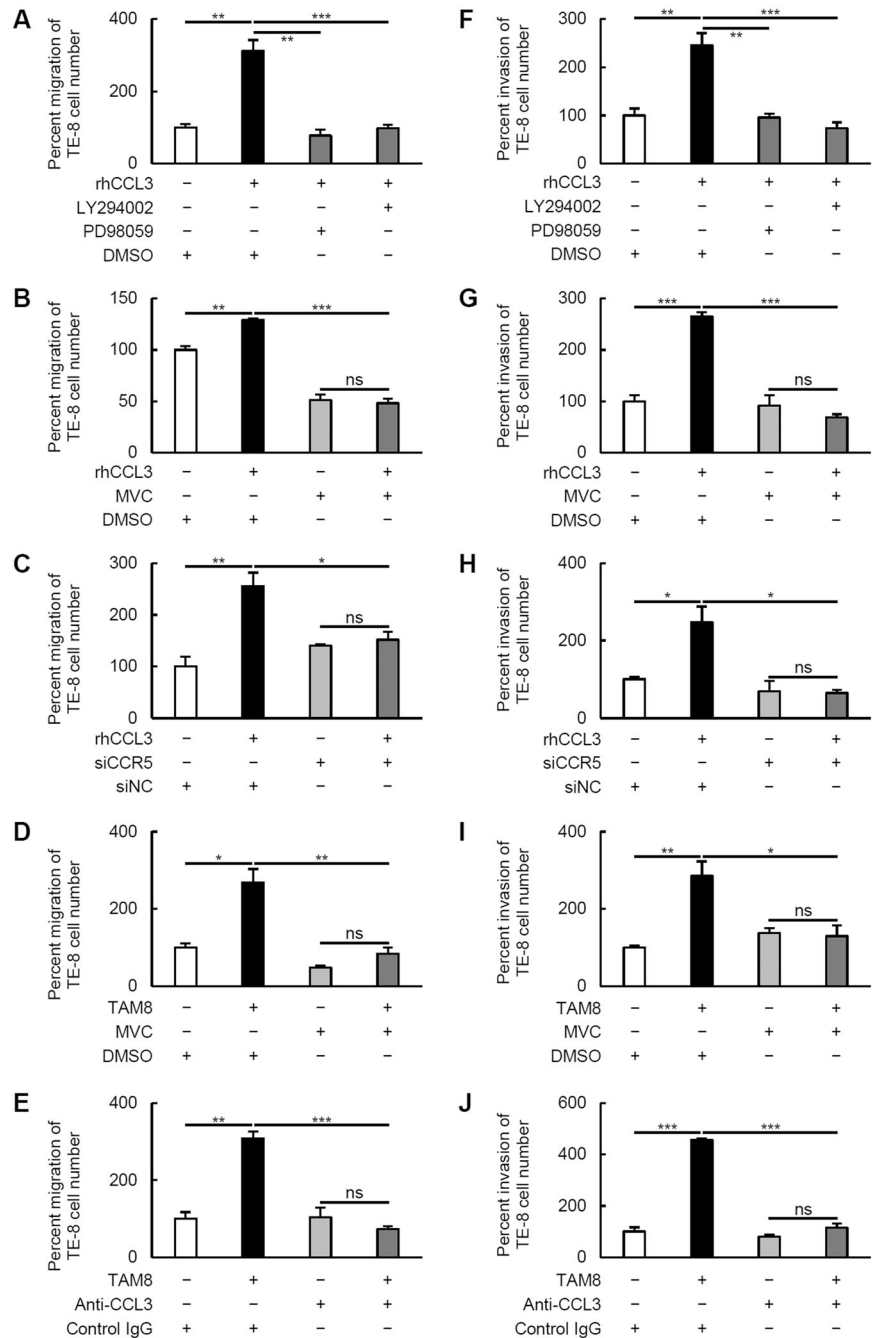 A
Percent migration of
TE-8 cell number
400
200
0
** ***
**
rhCCL3 – + + +
LY294002 – – – +
PD98059 – – + –
DMSO + + – –
B
Percent migration of
TE-8 cell number
150
100
50
0
** ***
ns
rhCCL3 – + – +
MVC – – + +
DMSO + + – –
C
Percent migration of
TE-8 cell number
300
200
100
0
** *
ns
rhCCL3 – + – +
siCCR5 – – + +
siNC + + – –
D
Percent migration of
TE-8 cell number
400
200
0
* **
ns
TAM8 – + – +
MVC – – + +
DMSO + + – –
E
Percent migration of
TE-8 cell number
400
200
0
** ***
ns
TAM8 – + – +
Anti-CCL3 – – + +
Control IgG + + – –
F
Percent invasion of
TE-8 cell number
300
200
100
0
** ***
**
rhCCL3 – + + +
LY294002 – – – +
PD98059 – – + –
DMSO + + – –
G
Percent invasion of
TE-8 cell number
300
200
100
0
*** ***
ns
rhCCL3 – + – +
MVC – – + +
DMSO + + – –
H
Percent invasion of
TE-8 cell number
400
200
0
* *
ns
rhCCL3 – + – +
siCCR5 – – + +
siNC + + – –
I
Percent invasion of
TE-8 cell number
400
200
0
** *
ns
TAM8 – + – +
MVC – – + +
DMSO + + – –
J
Percent invasion of
TE-8 cell number
600
400
200
0
*** ***
ns
TAM8 – + – +
Anti-CCL3 – – + +
Control IgG + + – –